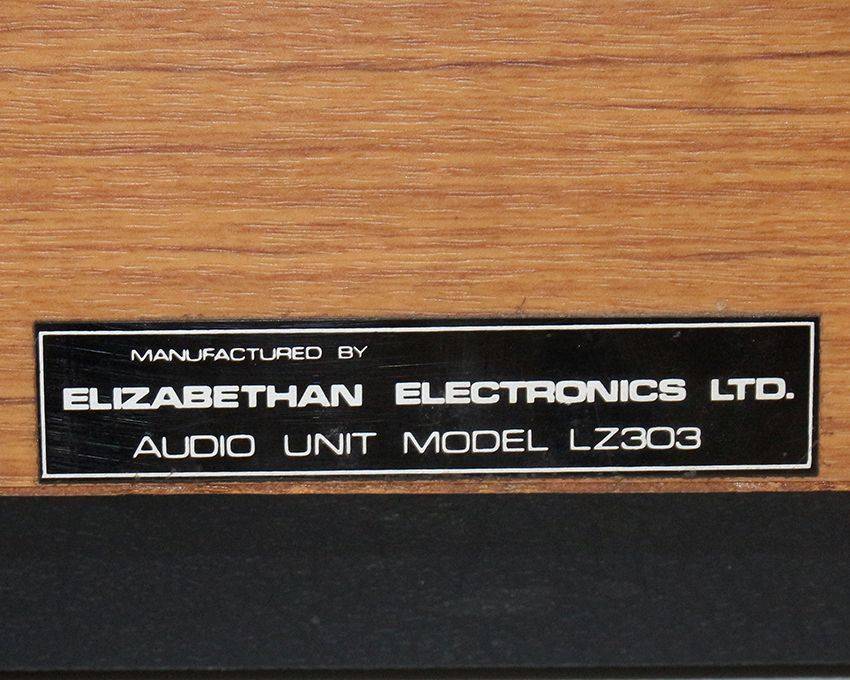 MANUFACTURED BY
ELIZABETHAN ELECTRONICS LTD.
AUDIO UNIT MODEL LZ303